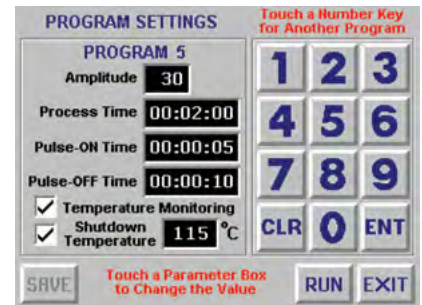 PROGRAM SETTINGS
Touch a Number Key
for Another Program
PROGRAM 5
Amplitude 30
Process Time 00:02:00
Pulse-ON Time 00:00:05
Pulse-OFF Time 00:00:10
Temperature Monitoring
Shutdown
Temperature 115 °C
1 2 3
4 5 6
7 8 9
CLR 0 ENT
SAVE
Touch a Parameter Box
to Change the Value
RUN EXIT